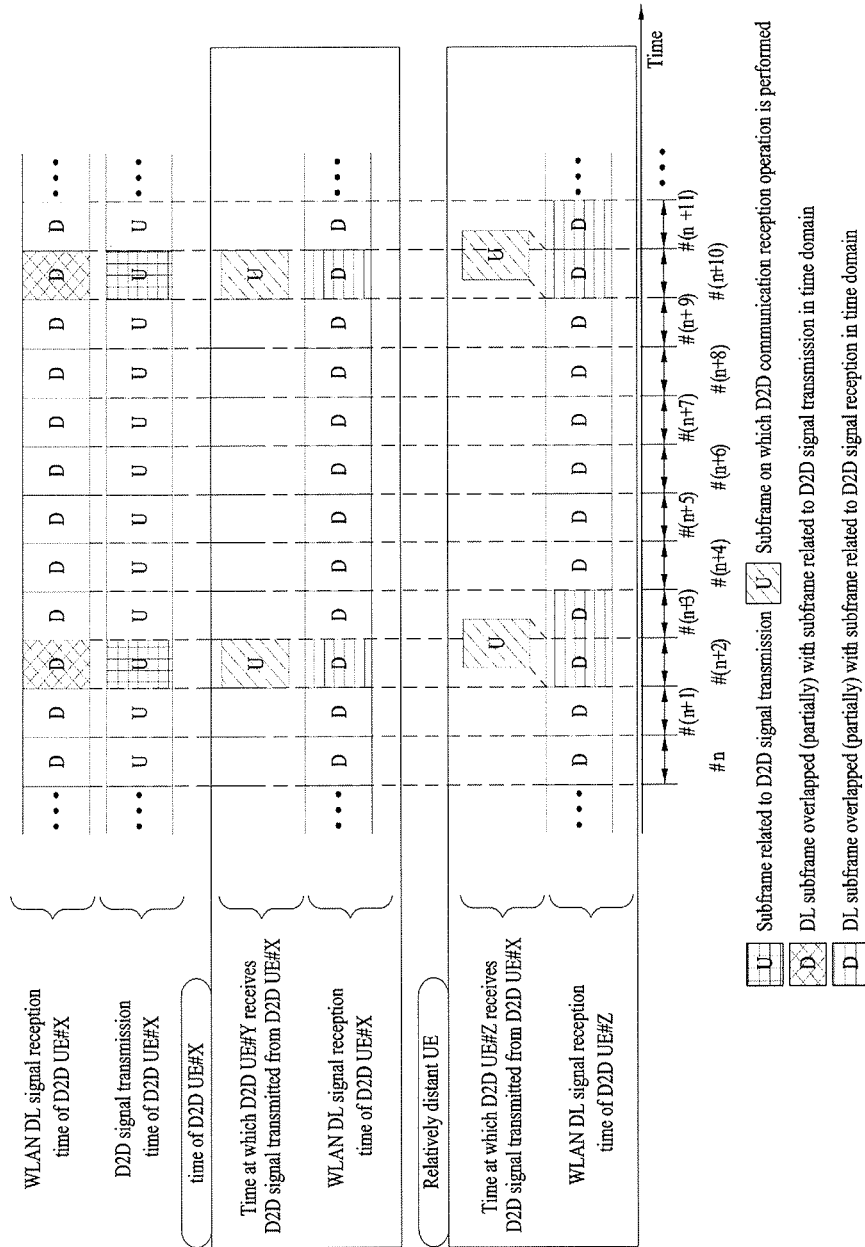 WLAN DL signal reception
time of D2D UE#X
••• D D D D D D D D D D D D •••
D2D signal transmission
time of D2D UE#X
••• U U U U U U U U U U U U •••
time of D2D UE#X
Time at which D2D UE#Y receives
D2D signal transmitted from D2D UE#X
U U
WLAN DL signal reception
time of D2D UE#X
••• D D D D D D D D D D D D •••
Relatively distant UE
Time at which D2D UE#Z receives
D2D signal transmitted from D2D UE#X
U U
WLAN DL signal reception
time of D2D UE#Z
••• D D D D D D D D D D D D •••
#n #(n+1) #(n+2) #(n+3) #(n+4) #(n+5) #(n+6) #(n+7) #(n+8) #(n+9) #(n+10) #(n +11) •••
Time
U Subframe related to D2D signal transmission U Subframe on which D2D communication reception operation is performed
D DL subframe overlapped (partially) with subframe related to D2D signal transmission in time domain
D DL subframe overlapped (partially) with subframe related to D2D signal reception in time domain